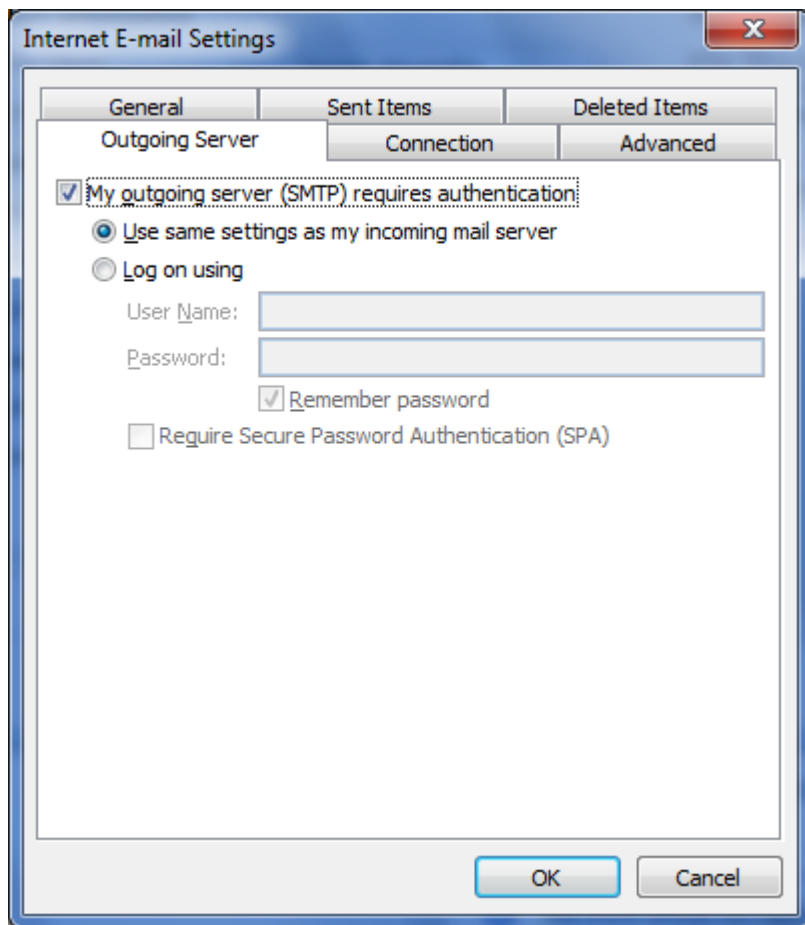 Internet E-mail Settings
X
General Sent Items Deleted Items
Outgoing Server Connection Advanced
My outgoing server (SMTP) requires authentication
Use same settings as my incoming mail server
Log on using
User Name:
Password:
Remember password
Require Secure Password Authentication (SPA)
OK Cancel